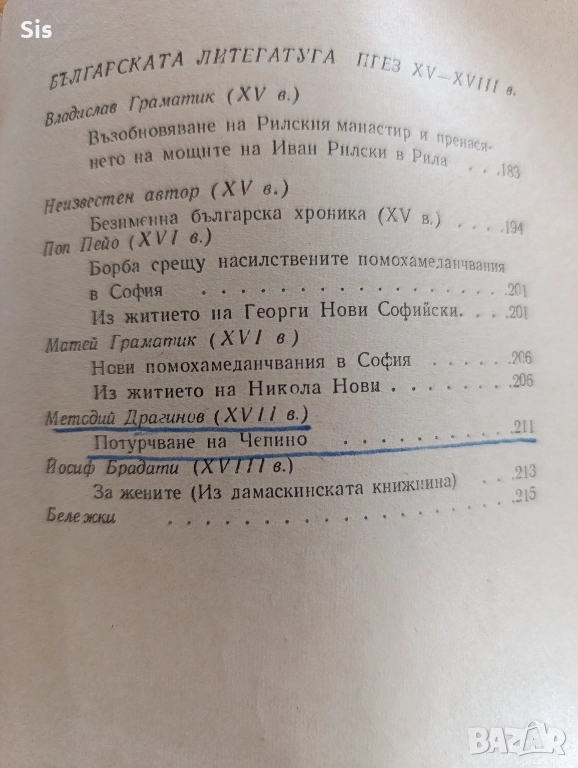 Sis
БЪЛГАРСКАТА ЛИТЕГАТУГА ПГЕЗ XV—XVIII в.
Владислав Граматик (XV в.)
Възобновяване на Рилския манастир и пренася-
нето на мощите на Иван Рилски в Рила . . . 183
Неизвестен автор (XV в.)
Безименна българска хроника (XV в.) . . . . 194
Поп Пейо (XVI в.)
Борба срещу насилствените помохамеданчвания
в София . . . . . . . . . . . . . 201
Из житието на Георги Нови Софийски. . . . 201
Матей Граматик (XVI в)
Нови помохамеданчвания в София . . . . . 206
Из житието на Никола Новы . . . . . . . 206
Методий Драгинов (XVII в.)
Потурчване на Чепино . . . . . . . . . 211
Йосиф Брадати (XVIII в.)
За жените (Из дамаскинската книжнина) . . . 213
Бележки . . . . . . . . . . . . . . 215
BAZAR